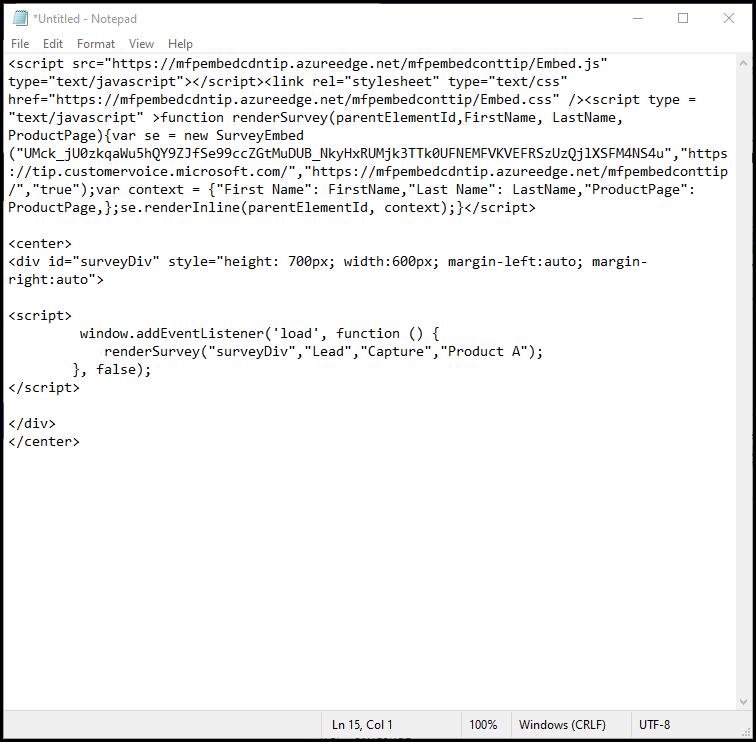 *Untitled - Notepad
File Edit Format View Help
<script src="https://mfpembedcdntip.azureedge.net/mfpembedconttip/Embed.js"
type="text/javascript"></script><link rel="stylesheet" type="text/css"
href="https://mfpembedcdntip.azureedge.net/mfpembedconttip/Embed.css" /><script type =
"text/javascript" >function renderSurvey(parentElementId,FirstName, LastName,
ProductPage){var se = new SurveyEmbed
("UMck_jU0zkqaWu5hQY9ZJfSe99ccZGtMuDUB_NkyHxRUMjk3TTk0UFNEMFVKVEFRSzUzQjlXSFM4NS4u","https
://tip.customervoice.microsoft.com/","https://mfpembedcdntip.azureedge.net/mfpembedconttip
/","true");var context = {"First Name": FirstName,"Last Name": LastName,"ProductPage":
ProductPage,};se.renderInline(parentElementId, context);}</script>
<center>
<div id="surveyDiv" style="height: 700px; width:600px; margin-left:auto; margin-
right:auto">
<script>
window.addEventListener('load', function () {
renderSurvey("surveyDiv","Lead","Capture","Product A");
}, false);
</script>
</div>
</center>
Ln 15, Col 1 100% Windows (CRLF) UTF-8